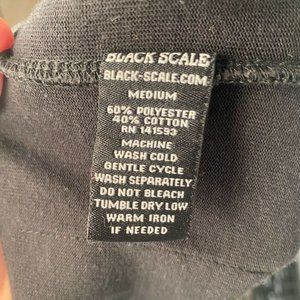 BLACK SCALE
BLACK-SCALE.COM
MEDIUM
60% POLYESTER
40% COTTON
RN 141593
MACHINE
WASH COLD
GENTLE CYCLE
WASH SEPARATELY
DO NOT BLEACH
TUMBLE DRY LOW
WARM IRON
IF NEEDED